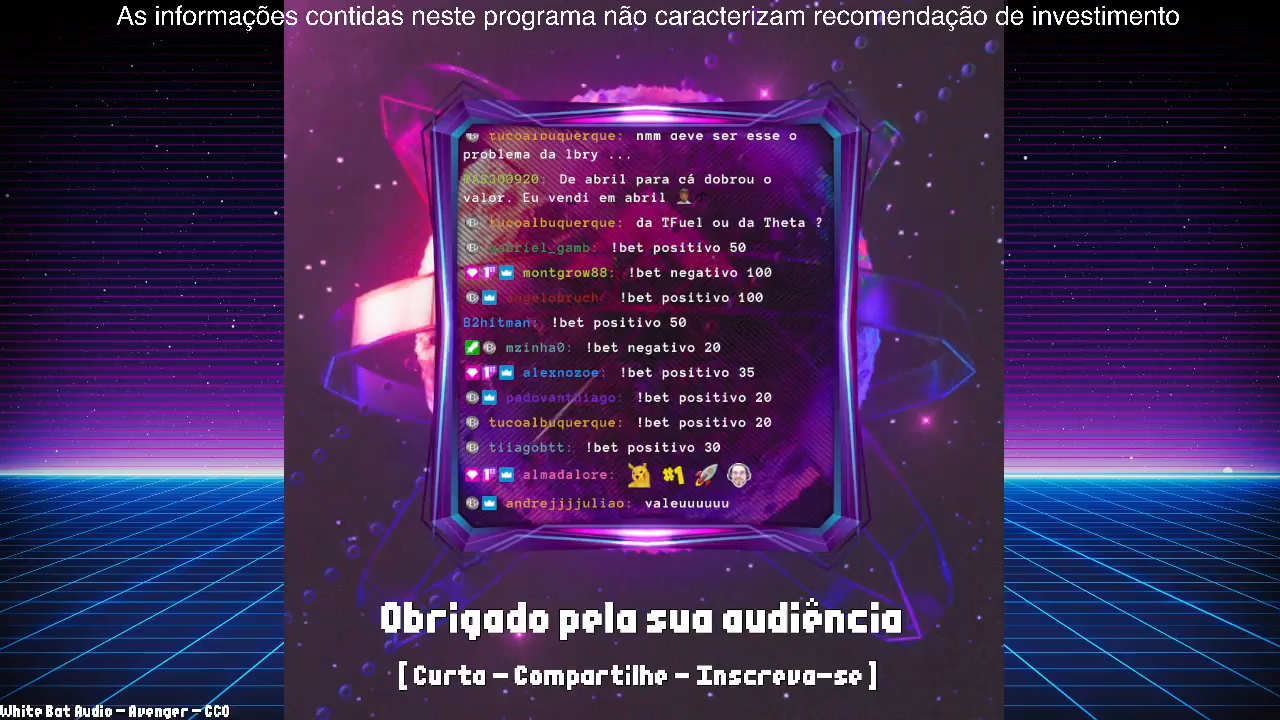 As informações contidas neste programa não caracterizam recomendação de investimento
tucoalbuquerque: hmm deve ser esse o
problema da lbry ...
RAS300920: De abril para cá dobrou o
valor. Eu vendi em abril
tucoalbuquerque: da TFuel ou da Theta ?
gabriel_gamb: !bet positivo 50
montgrow88: !bet negativo 100
angelobruch: !bet positivo 100
B2hitman: !bet positivo 50
mzinha0: !bet negativo 20
alexnozoe: !bet positivo 35
padovanthiago: !bet positivo 20
tucoalbuquerque: !bet positivo 20
tiiagobtt: !bet positivo 30
almadalore: #1
andrejjjjuliao: valeuuuuuu
Obrigado pela sua audiência
[ Curta - Compartilhe - Inscreva-se ]
White Bat Audio - Avenger - CC0